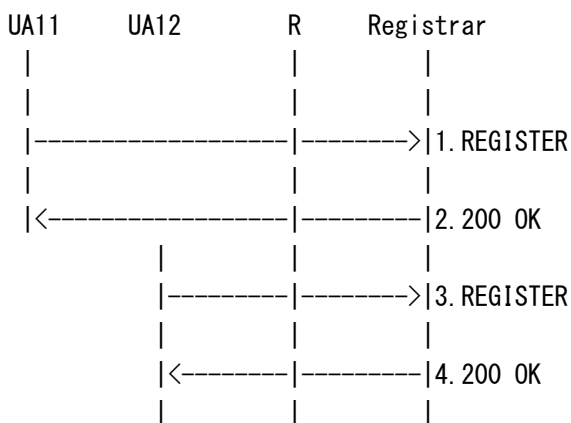 UA11 UA12 R Registrar
1.REGISTER
2.200 OK
3.REGISTER
4.200 OK